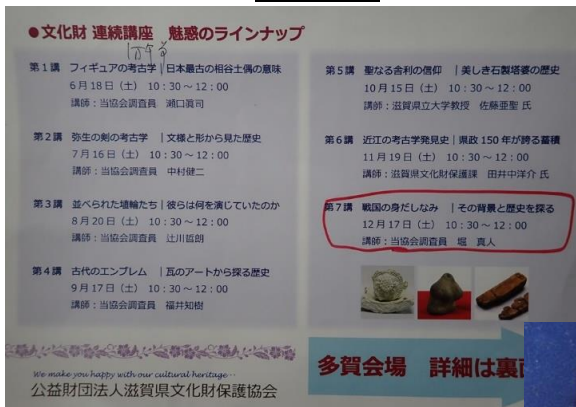 ●文化財 連続講座　魅惑のラインナップ
第1講　フィギュアの考古学｜日本最古の相谷土偶の意味
6月18日（土）　10：30～12：00
講師：当協会調査員　瀬口眞司
第2講　弥生の剣の考古学　｜文様と形から見た歴史
7月16日（土）　10：30～12：00
講師：当協会調査員　中村健二
第3講　並べられた埴輪たち｜彼らは何を演じていたのか
8月20日（土）　10：30～12：00
講師：当協会調査員　辻川哲朗
第4講　古代のエンブレム　｜瓦のアートから探る歴史
9月17日（土）　10：30～12：00
講師：当協会調査員　福井知樹
We make you happy with our cultural heritage…
公益財団法人滋賀県文化財保護協会
第5講　聖なる舎利の信仰　｜美しき石製塔婆の歴史
10月15日（土）　10：30～12：00
講師：滋賀県立大学教授　佐藤亜聖 氏
第6講　近江の考古学発見史｜県政150年が誇る蓄積
11月19日（土）　10：30～12：00
講師：滋賀県文化財保護課　田井中洋介 氏
第7講　戦国の身だしなみ　｜その背景と歴史を探る
12月17日（土）　10：30～12：00
講師：当協会調査員　堀　真人
多賀会場　詳細は裏